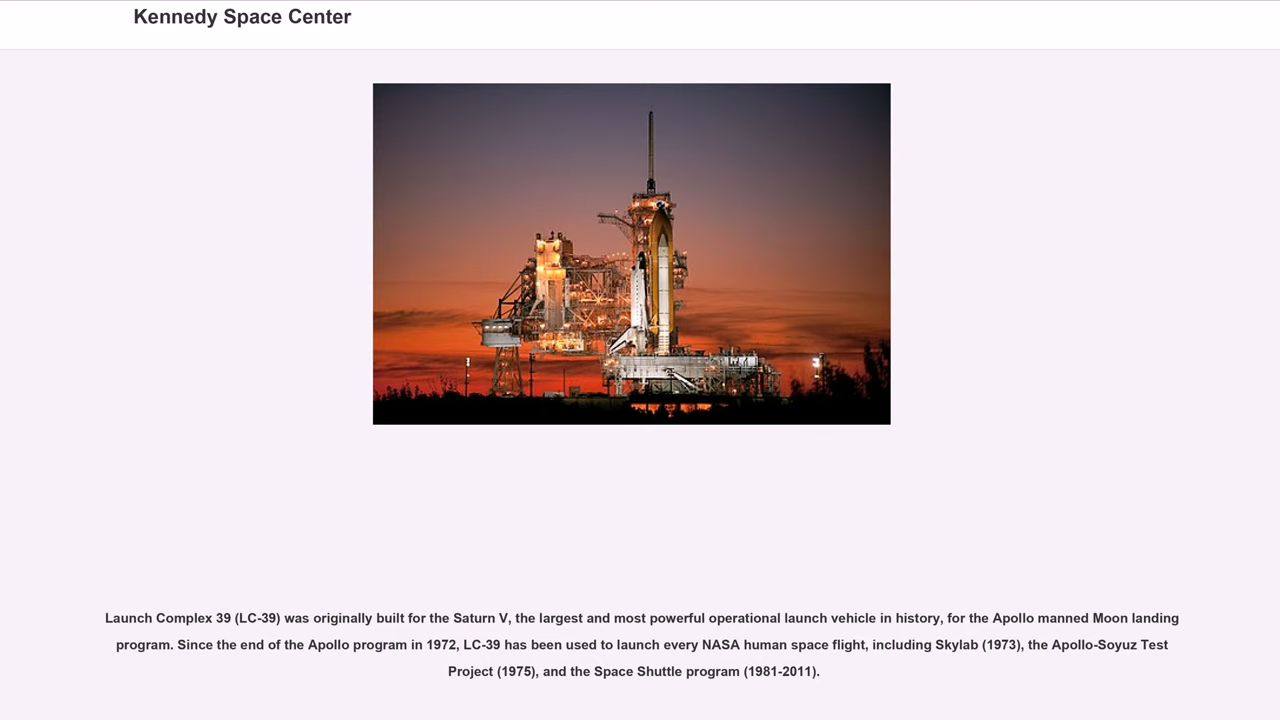 Kennedy Space Center
Launch Complex 39 (LC-39) was originally built for the Saturn V, the largest and most powerful operational launch vehicle in history, for the Apollo manned Moon landing
program. Since the end of the Apollo program in 1972, LC-39 has been used to launch every NASA human space flight, including Skylab (1973), the Apollo-Soyuz Test
Project (1975), and the Space Shuttle program (1981-2011).